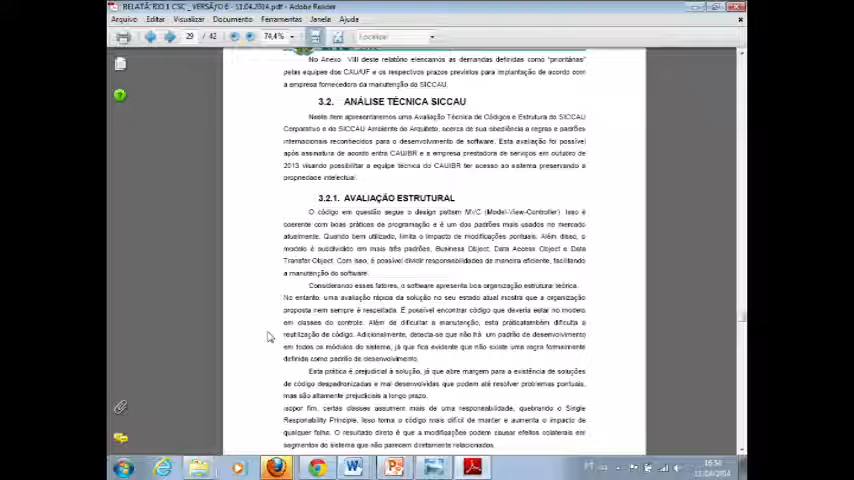 RELATÃ"RIO 1 CSC _ VERSÃƒO 6 - 11.04.2014.pdf - Adobe Reader
Arquivo Editar Visualizar Documento Ferramentas Janela Ajuda
29 / 42 74,4% Localizar
No Anexo VIII deste relatório elencamos as demandas definidas como "prioritárias"
pelas equipes dos CAU/UF e os respectivos prazos previstos para implantação de acordo com
a empresa fornecedora da manutenção do SICCAU.
3.2. ANÁLISE TÉCNICA SICCAU
Neste item apresentaremos uma Avaliação Técnica de Códigos e Estrutura do SICCAU
Corporativo e do SICCAU Ambiente do Arquiteto, acerca de sua obediência a regras e padrões
internacionais reconhecidos para o desenvolvimento de software. Esta avaliação foi possível
após assinatura de acordo entre CAU/BR e a empresa prestadora de serviços em outubro de
2013 visando possibilitar a equipe técnica do CAU/BR ter acesso ao sistema preservando a
propriedade intelectual.
3.2.1. AVALIAÇÃO ESTRUTURAL
O código em questão segue o design pattern MVC (Model-View-Controller). Isso é
coerente com boas práticas de programação e é um dos padrões mais usados no mercado
atualmente. Quando bem utilizado, limita o impacto de modificações pontuais. Além disso, o
modelo é subdividido em mais três padrões, Business Object, Data Access Object e Data
Transfer Object. Com isso, é possível dividir responsabilidades de maneira eficiente, facilitando
a manutenção do software.
Considerando esses fatores, o software apresenta boa organização estrutural teórica.
No entanto, uma avaliação rápida da solução no seu estado atual mostra que a organização
proposta nem sempre é respeitada. É possível encontrar código que deveria estar no modelo
em classes do controle. Além de dificultar a manutenção, esta práticatambém dificulta a
reutilização de código. Adicionalmente, detecta-se que não há um padrão de desenvolvimento
em todos os módulos do sistema, já que fica evidente que não existe uma regra formalmente
definida como padrão de desenvolvimento.
Esta prática é prejudicial à solução, já que abre margem para a existência de soluções
de código despadronizadas e mal desenvolvidas que podem até resolver problemas pontuais,
mas são altamente prejudiciais a longo prazo.
isopor fim, certas classes assumem mais de uma responsabilidade, quebrando o Single
Responsability Principle. Isso torna o código mais difícil de manter e aumenta o impacto de
qualquer falha. O resultado direto é que a modificações podem causar efeitos colaterais em
segmentos do sistema que não parecem diretamente relacionados.
PT
16:50
11/04/2014